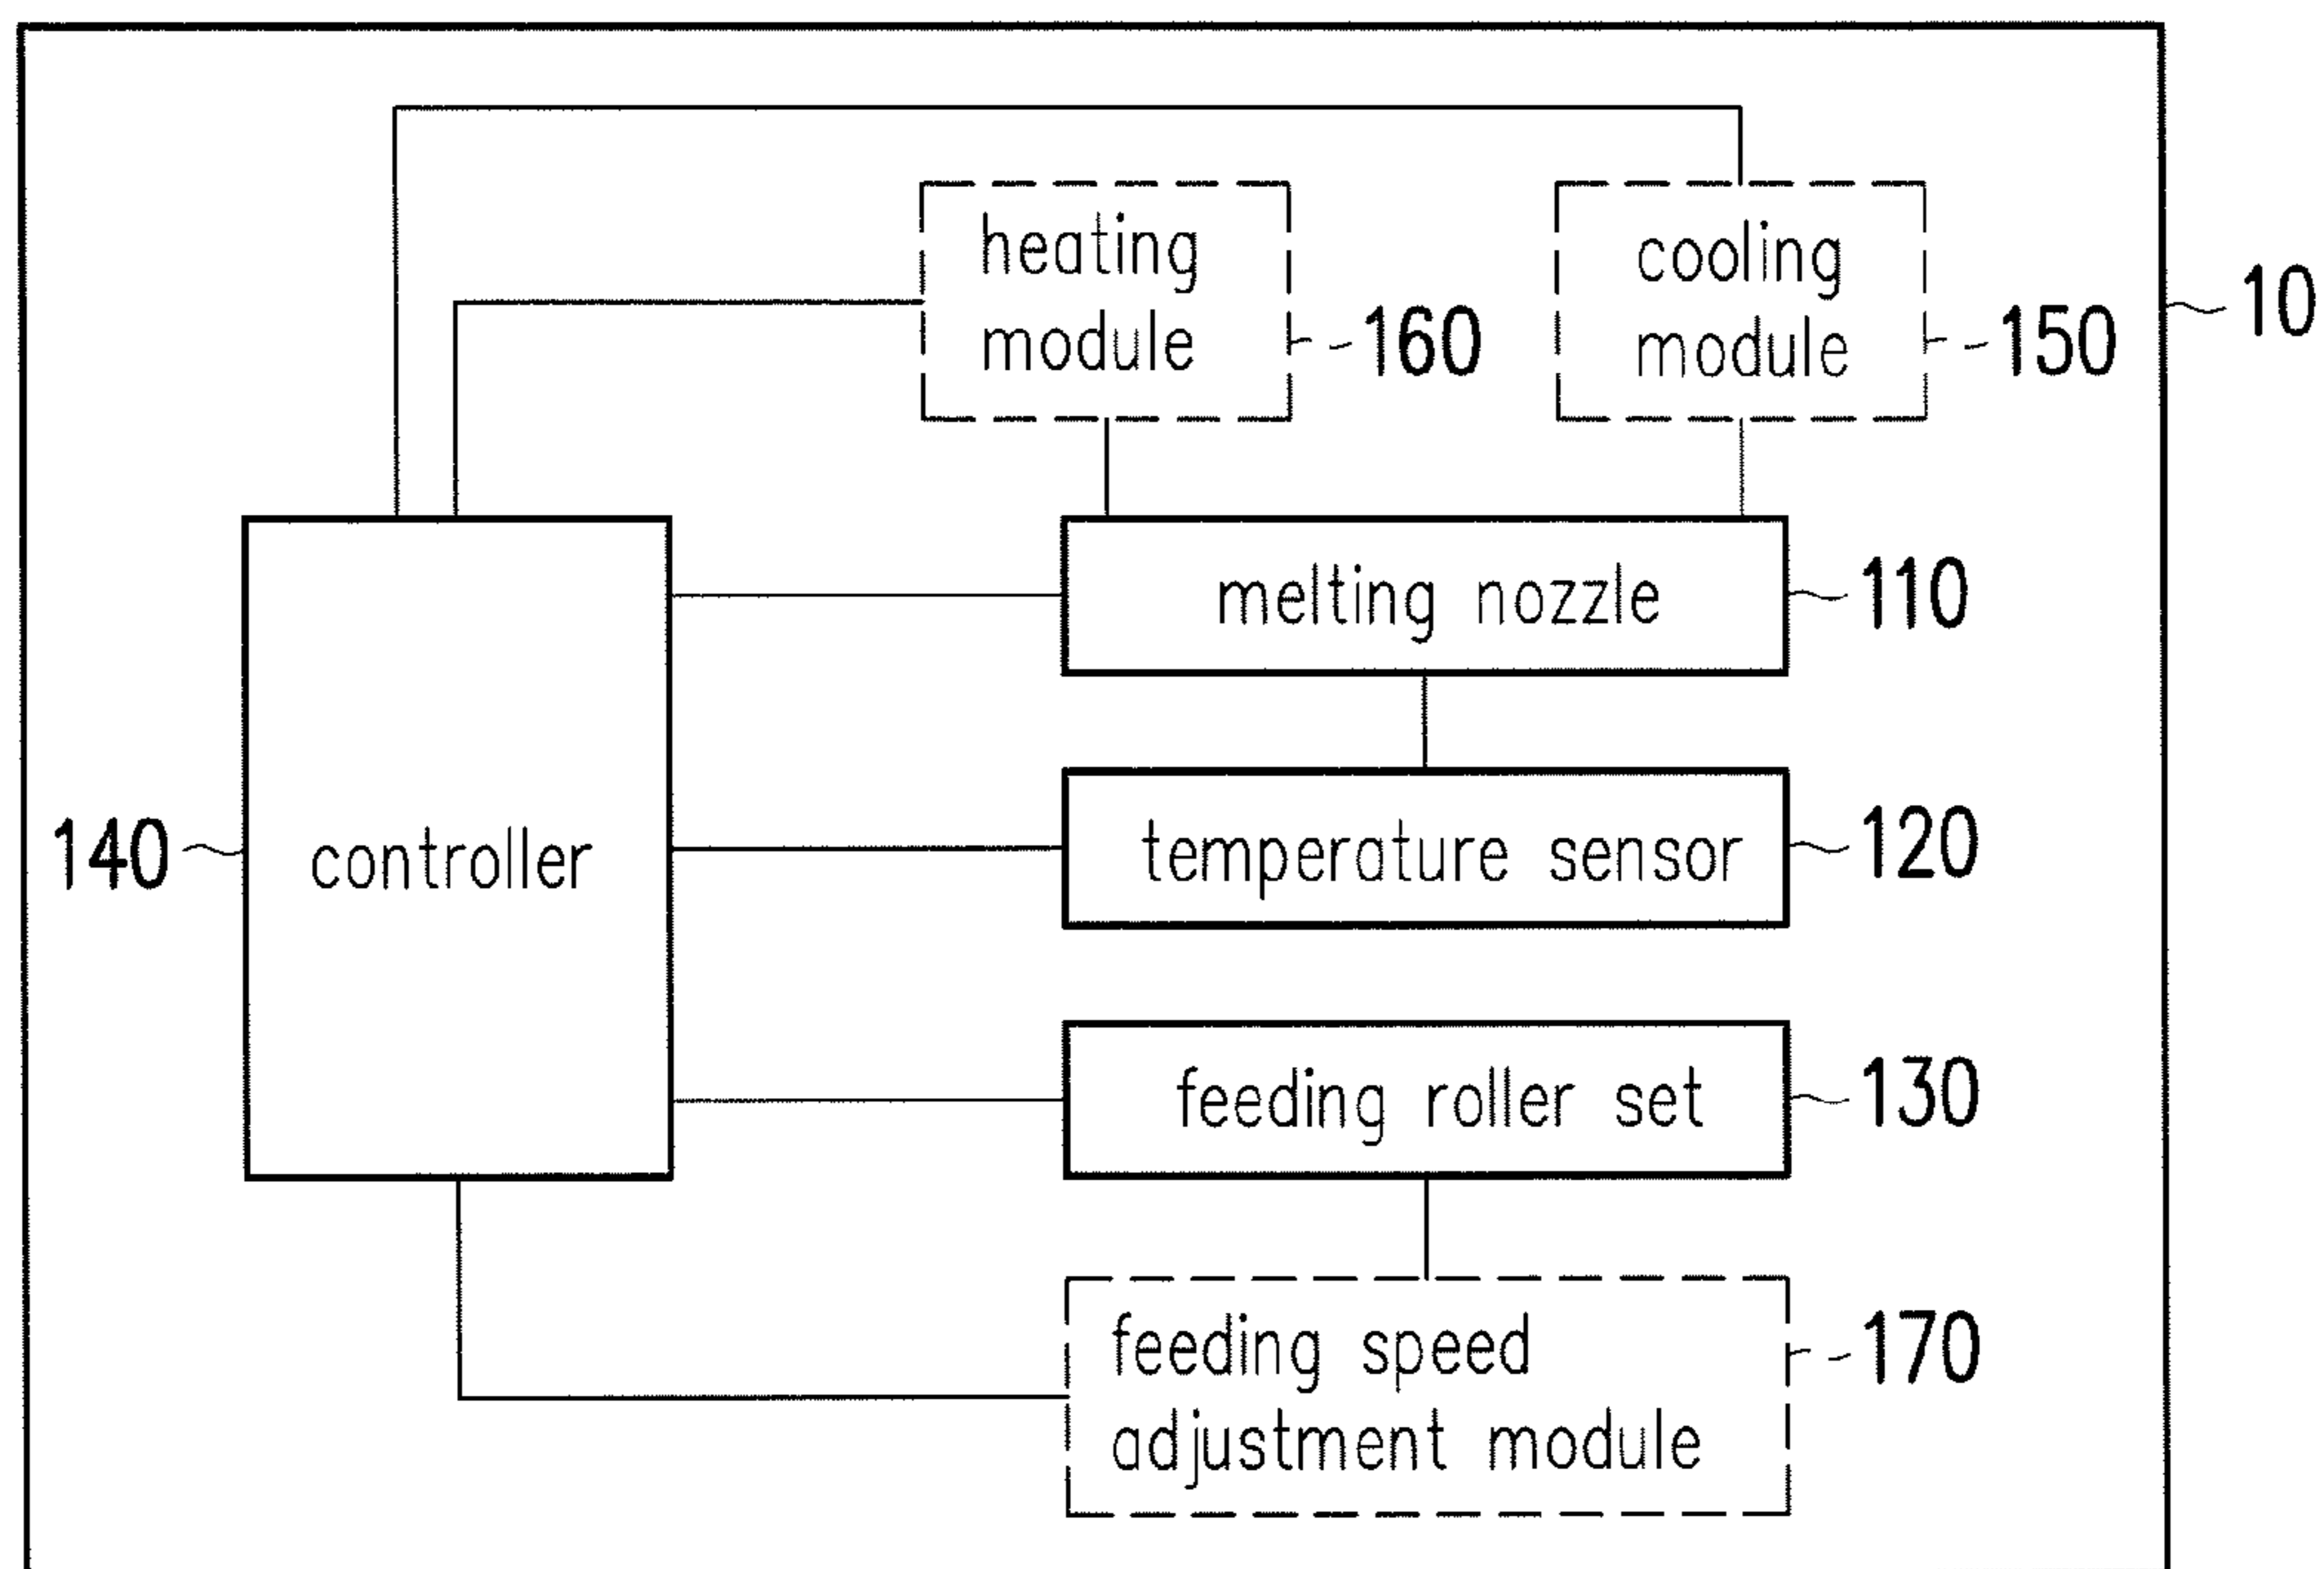 heating
module
160
cooling
module
150
10
melting nozzle
110
140
controller
temperature sensor
120
feeding roller set
130
feeding speed
adjustment module
170